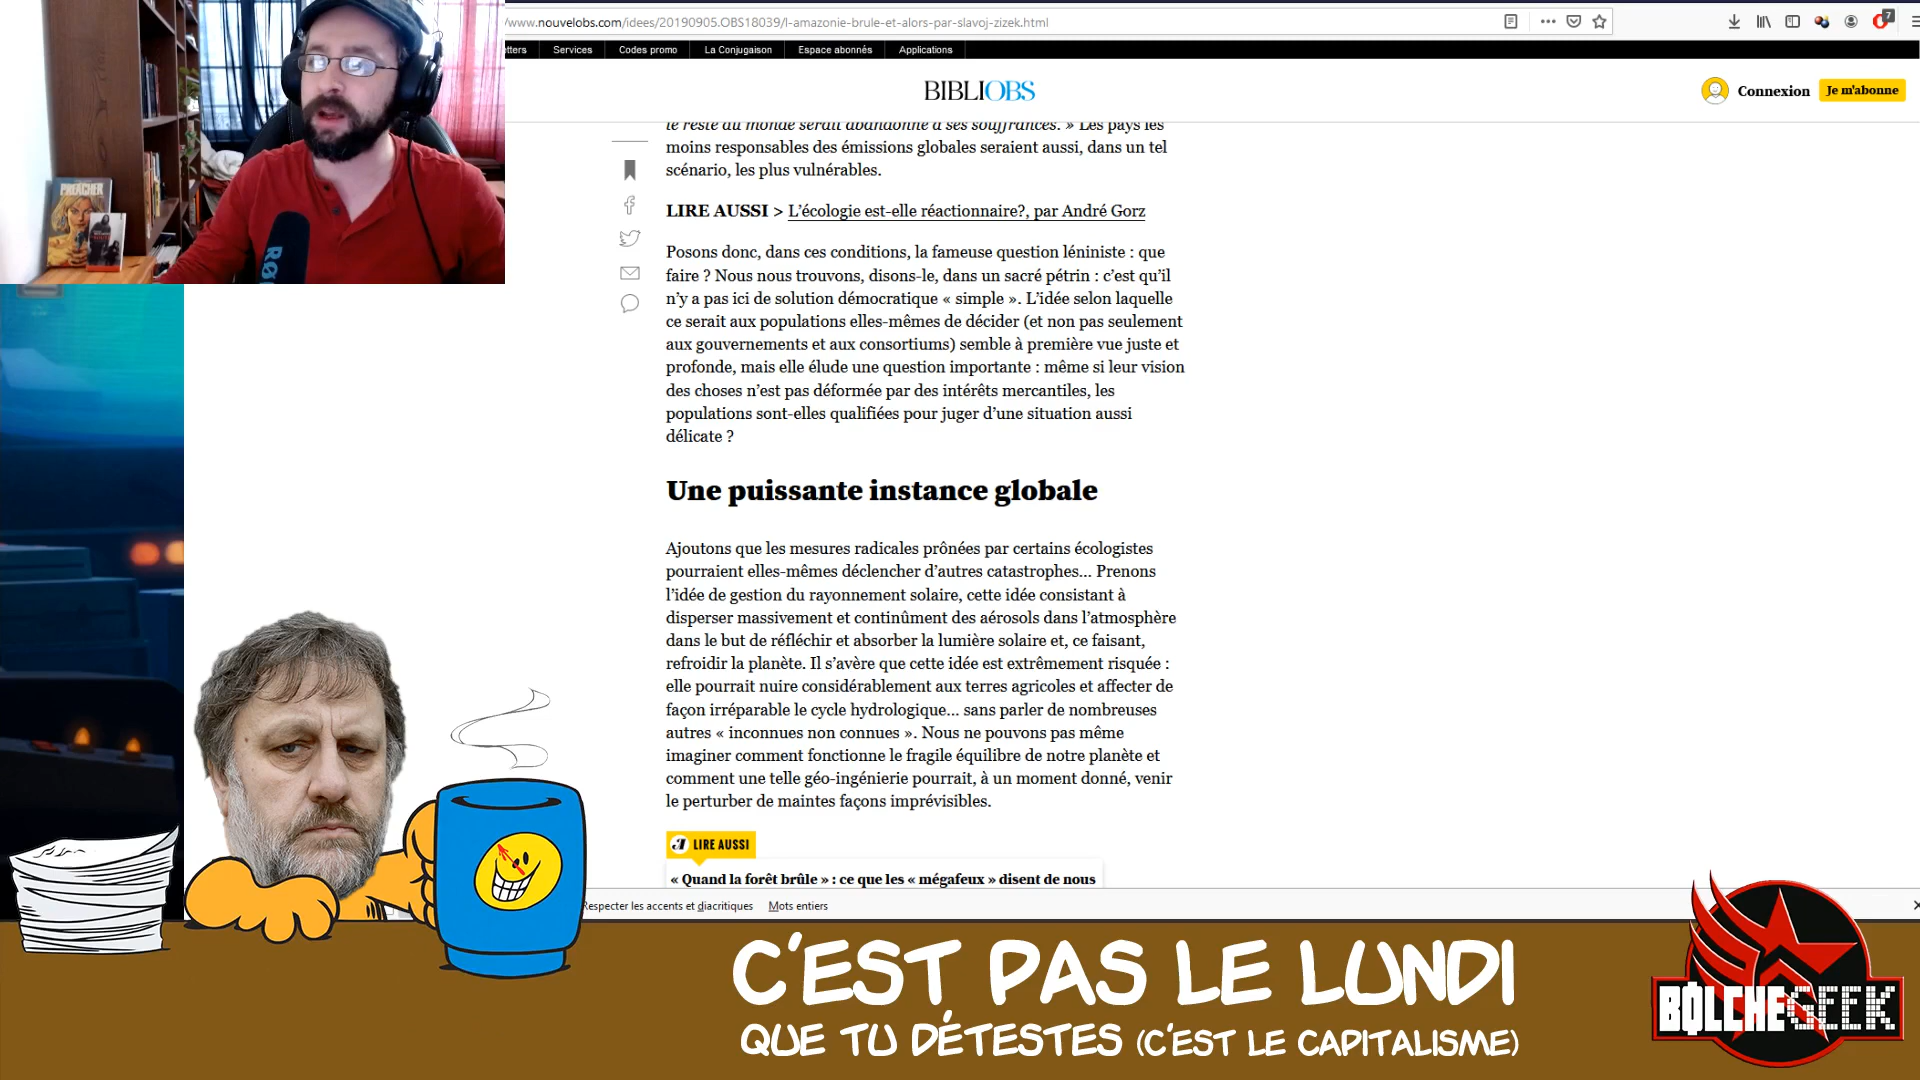 www.nouvelobs.com/idees/20190905.OBS18039/l-amazonie-brule-et-alors-par-slavoj-zizek.html
7
Services
Codes promo
La Conjugaison
Espace abonnés
Applications
BIBLIOBS
Connexion
Je m'abonne
le reste du monde serait abandonné à ses souffrances. » Les pays les
moins responsables des émissions globales seraient aussi, dans un tel
scénario, les plus vulnérables.
LIRE AUSSI > L’écologie est-elle réactionnaire?, par André Gorz
Posons donc, dans ces conditions, la fameuse question léniniste : que
faire ? Nous nous trouvons, disons-le, dans un sacré pétrin : c’est qu’il
n’y a pas ici de solution démocratique « simple ». L’idée selon laquelle
ce serait aux populations elles-mêmes de décider (et non pas seulement
aux gouvernements et aux consortiums) semble à première vue juste et
profonde, mais elle élude une question importante : même si leur vision
des choses n’est pas déformée par des intérêts mercantiles, les
populations sont-elles qualifiées pour juger d’une situation aussi
délicate ?
Une puissante instance globale
Ajoutons que les mesures radicales prônées par certains écologistes
pourraient elles-mêmes déclencher d’autres catastrophes... Prenons
l’idée de gestion du rayonnement solaire, cette idée consistant à
disperser massivement et continûment des aérosols dans l’atmosphère
dans le but de réfléchir et absorber la lumière solaire et, ce faisant,
refroidir la planète. Il s’avère que cette idée est extrêmement risquée :
elle pourrait nuire considérablement aux terres agricoles et affecter de
façon irréparable le cycle hydrologique... sans parler de nombreuses
autres « inconnues non connues ». Nous ne pouvons pas même
imaginer comment fonctionne le fragile équilibre de notre planète et
comment une telle géo-ingénierie pourrait, à un moment donné, venir
le perturber de maintes façons imprévisibles.
LIRE AUSSI
« Quand la forêt brûle » : ce que les « mégafeux » disent de nous
Respecter les accents et diacritiques
Mots entiers
PREACHER
RØ
C'EST PAS LE LUNDI
QUE TU DÉTESTES (C'EST LE CAPITALISME)
BØLCHEGEEK